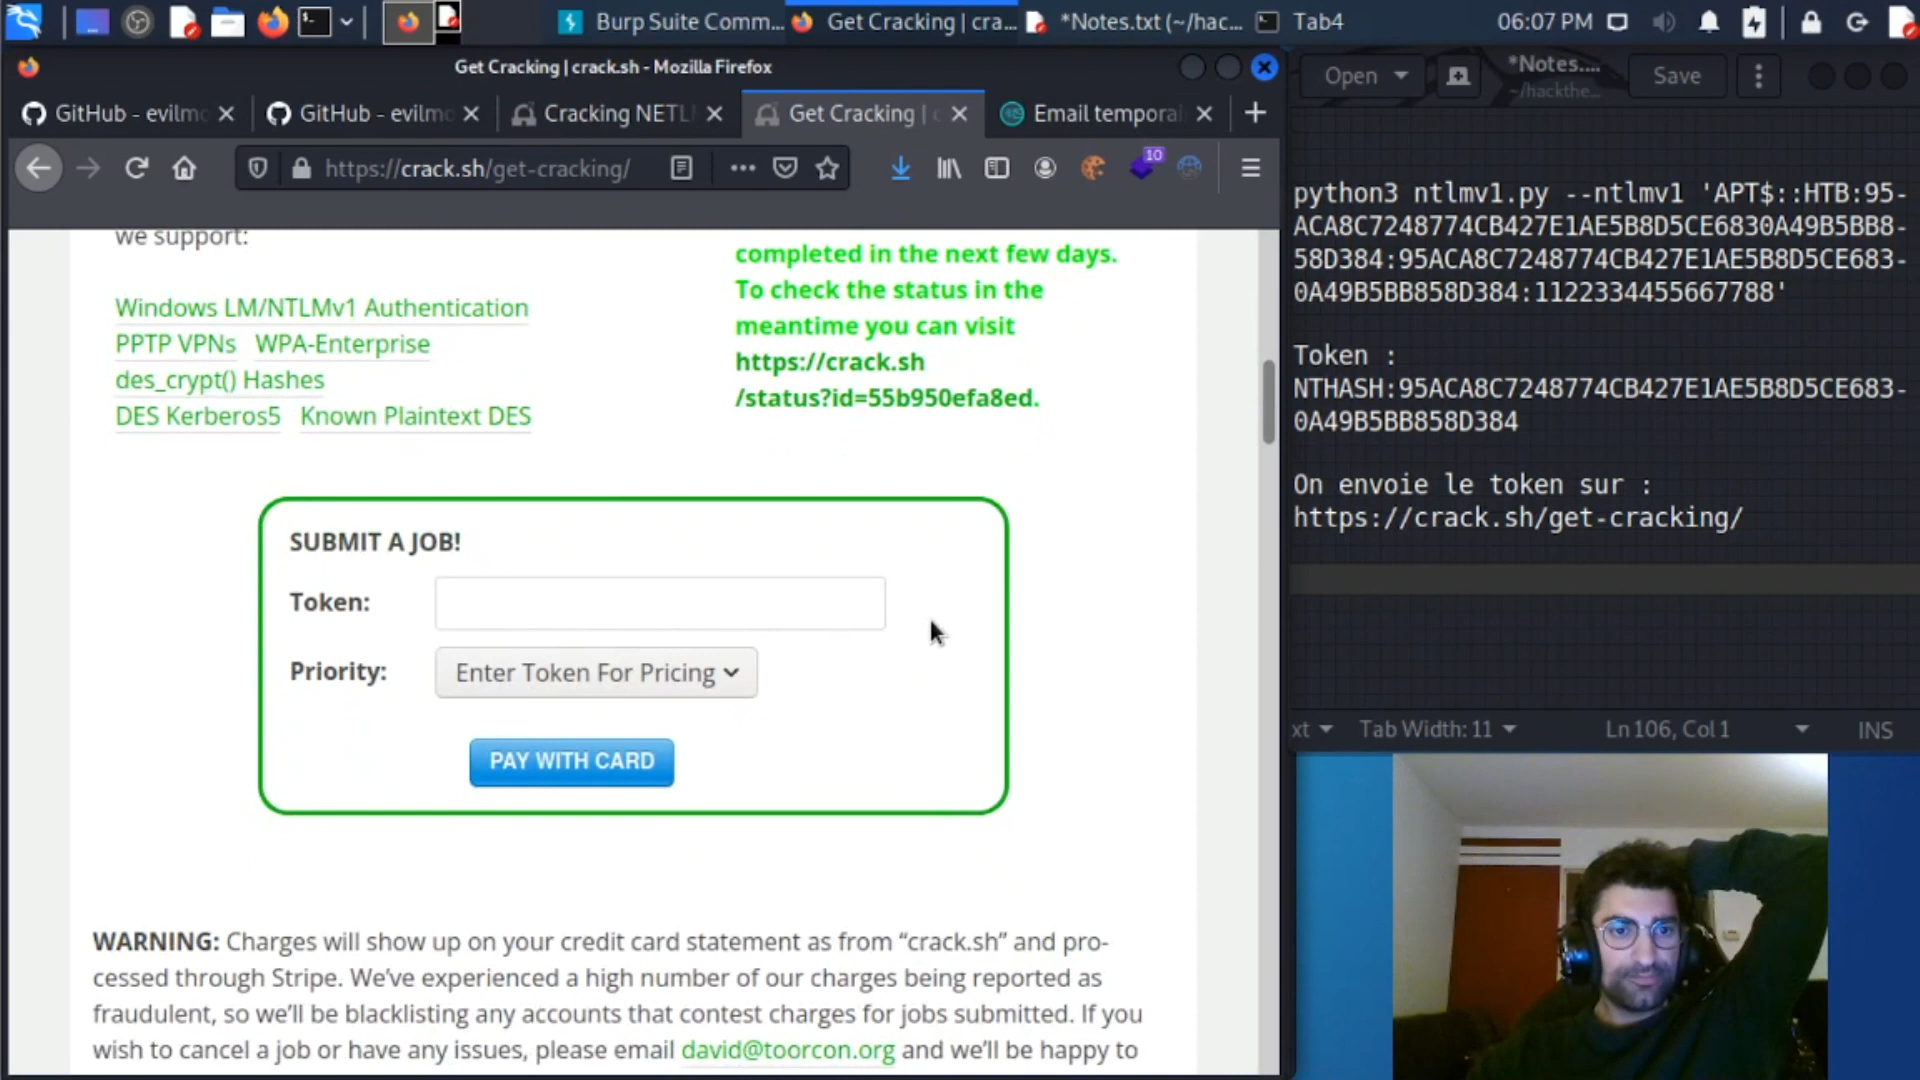 Burp Suite Comm...
Get Cracking | cra...
*Notes.txt (~/hac...
Tab4
06:07 PM
Get Cracking | crack.sh - Mozilla Firefox
GitHub - evilmo
GitHub - evilmo
Cracking NETL
Get Cracking | c
Email temporal
https://crack.sh/get-cracking/
10
we support:
Windows LM/NTLMv1 Authentication
PPTP VPNs WPA-Enterprise
des_crypt() Hashes
DES Kerberos5 Known Plaintext DES
completed in the next few days.
To check the status in the
meantime you can visit
https://crack.sh
/status?id=55b950efa8ed.
SUBMIT A JOB!
Token:
Priority: Enter Token For Pricing
PAY WITH CARD
WARNING: Charges will show up on your credit card statement as from “crack.sh” and pro-
cessed through Stripe. We’ve experienced a high number of our charges being reported as
fraudulent, so we’ll be blacklisting any accounts that contest charges for jobs submitted. If you
wish to cancel a job or have any issues, please email david@toorcon.org and we’ll be happy to
Open
*Notes....
~/hackthe...
Save
python3 ntlmv1.py --ntlmv1 'APT$::HTB:95-
ACA8C7248774CB427E1AE5B8D5CE6830A49B5BB8-
58D384:95ACA8C7248774CB427E1AE5B8D5CE683-
0A49B5BB858D384:1122334455667788'
Token :
NTHASH:95ACA8C7248774CB427E1AE5B8D5CE683-
0A49B5BB858D384
On envoie le token sur :
https://crack.sh/get-cracking/
xt
Tab Width: 11
Ln 106, Col 1
INS